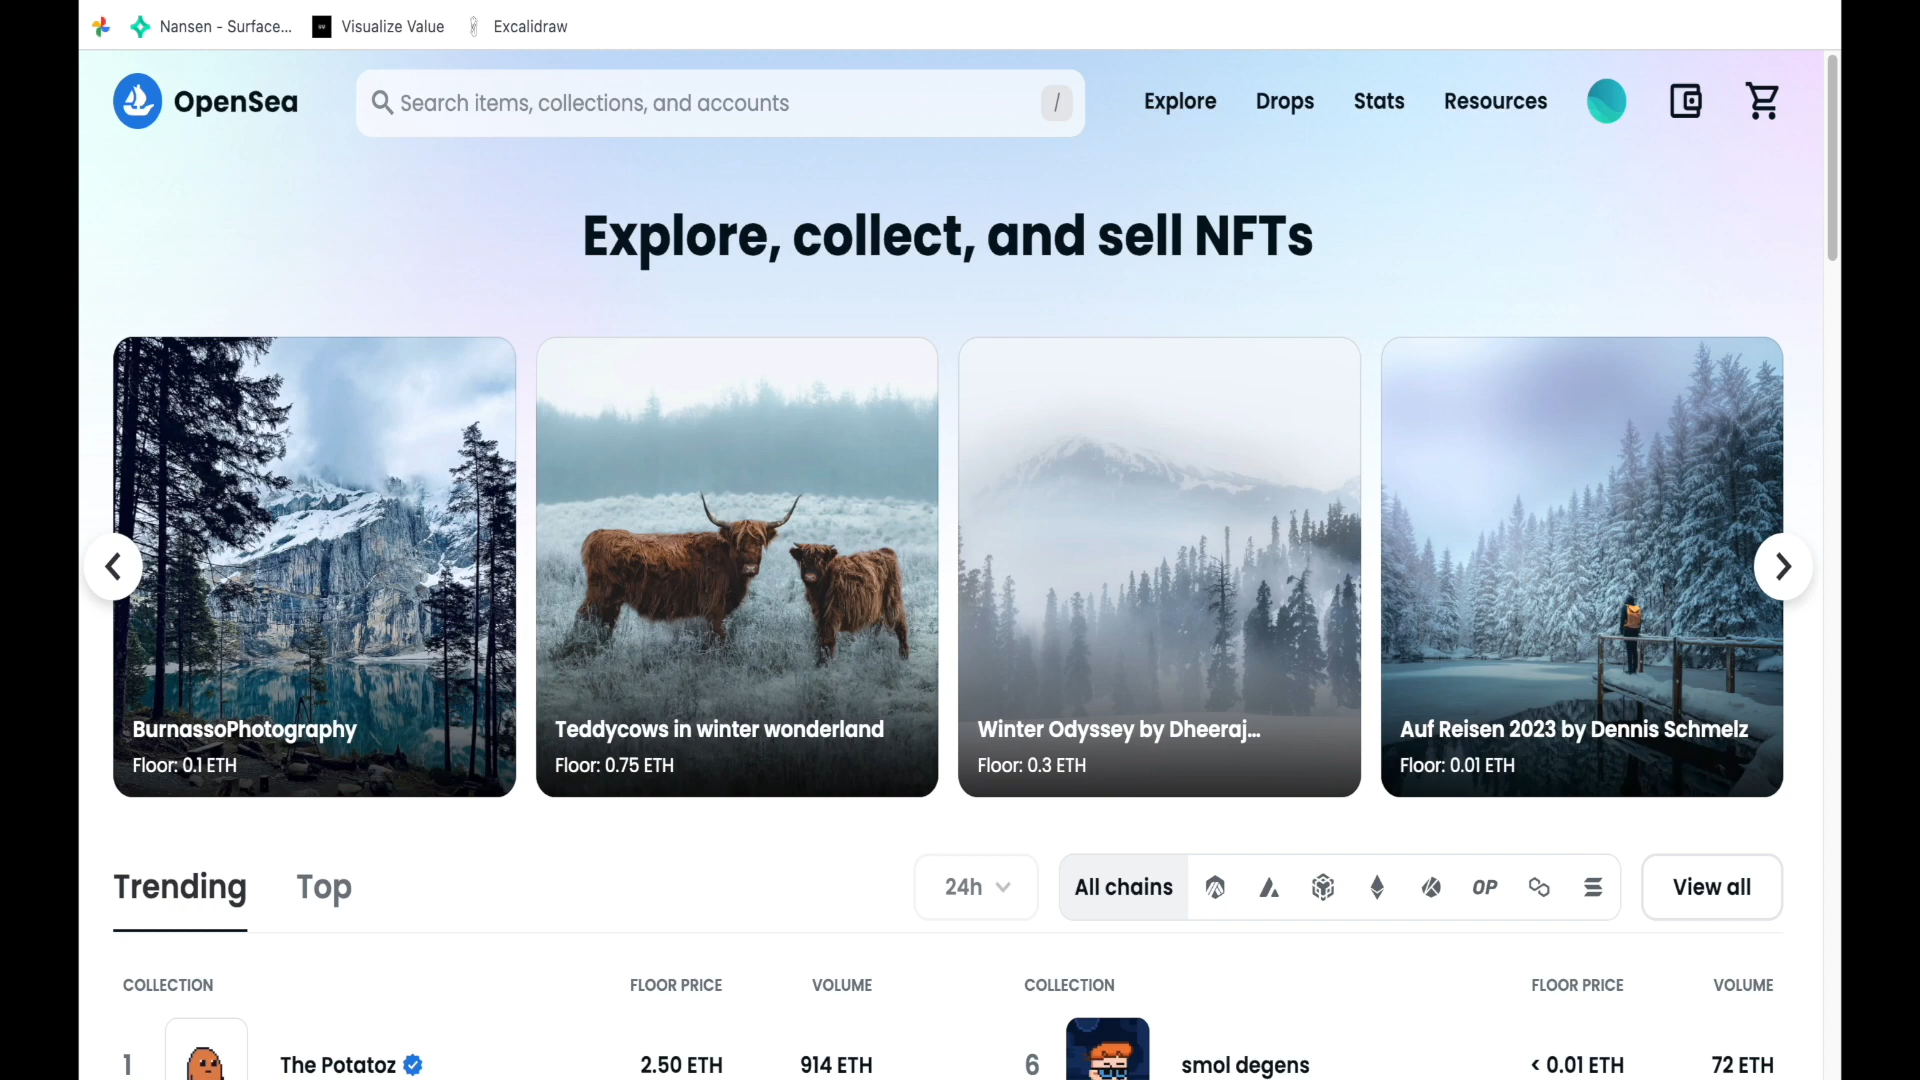 Nansen - Surface...
Visualize Value
Excalidraw
OpenSea
Search items, collections, and accounts
/
Explore
Drops
Stats
Resources
Explore, collect, and sell NFTs
BurnassoPhotography
Floor: 0.1 ETH
Teddycows in winter wonderland
Floor: 0.75 ETH
Winter Odyssey by Dheeraj...
Floor: 0.3 ETH
Auf Reisen 2023 by Dennis Schmelz
Floor: 0.01 ETH
Trending
Top
24h
All chains
OP
View all
COLLECTION FLOOR PRICE VOLUME
1 The Potatoz 2.50 ETH 914 ETH
COLLECTION FLOOR PRICE VOLUME
6 smol degens < 0.01 ETH 72 ETH